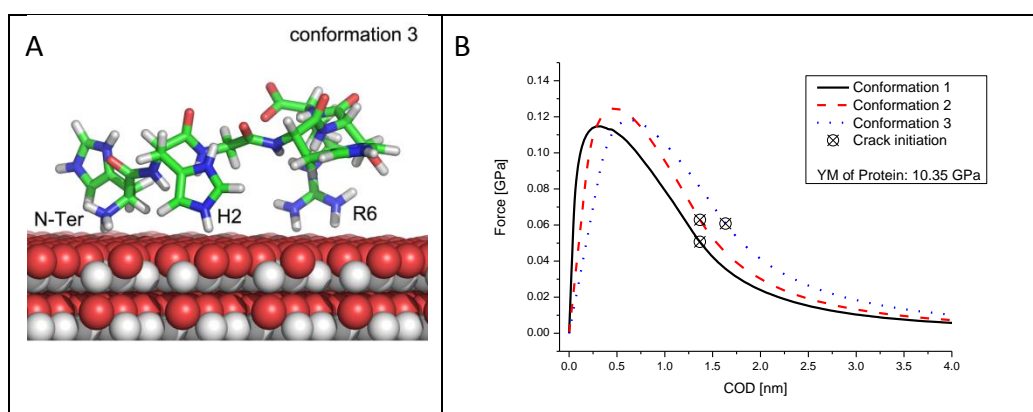 A
conformation 3
N-Ter
H2
R6
B
Force [GPa]
0.14
0.12
0.10
0.08
0.06
0.04
0.02
0.00
Conformation 1
Conformation 2
Conformation 3
Crack initiation
YM of Protein: 10.35 GPa
0.0 0.5 1.0 1.5 2.0 2.5 3.0 3.5 4.0
COD [nm]